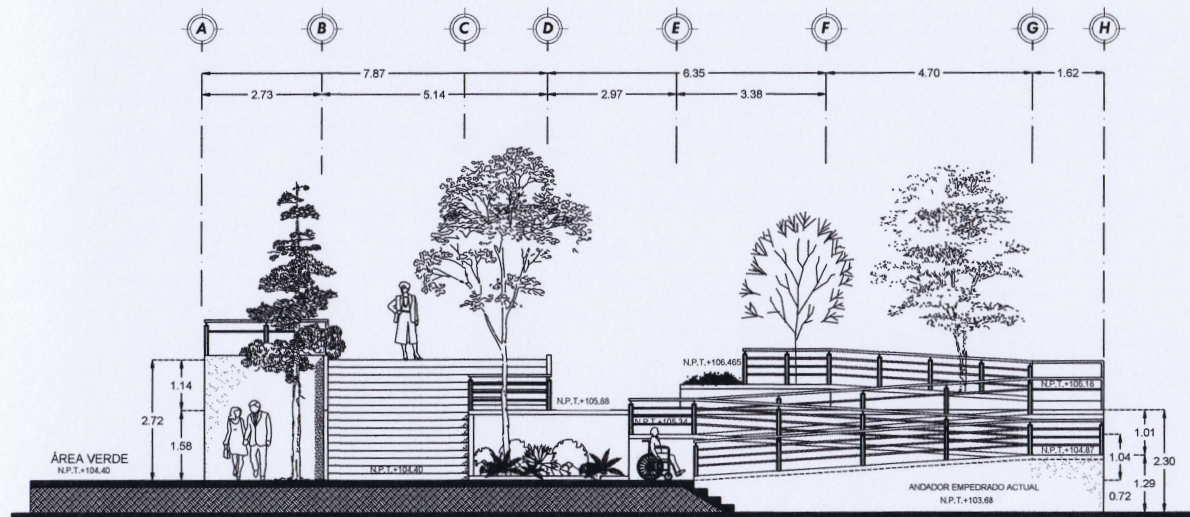 A B C D E F G H
7.87 6.35 4.70 1.62
2.73 5.14 2.97 3.38
N.P.T.+106.465
1.14
N.P.T.+106.18
N.P.T.+105.88
2.72
N.P.T.+105.34
1.01
1.58
1.04 2.30
N.P.T.+104.87
ÁREA VERDE
N.P.T.+104.40
N.P.T.+104.40
1.29
ANDADOR EMPEDRADO ACTUAL
0.72
N.P.T.+103.68